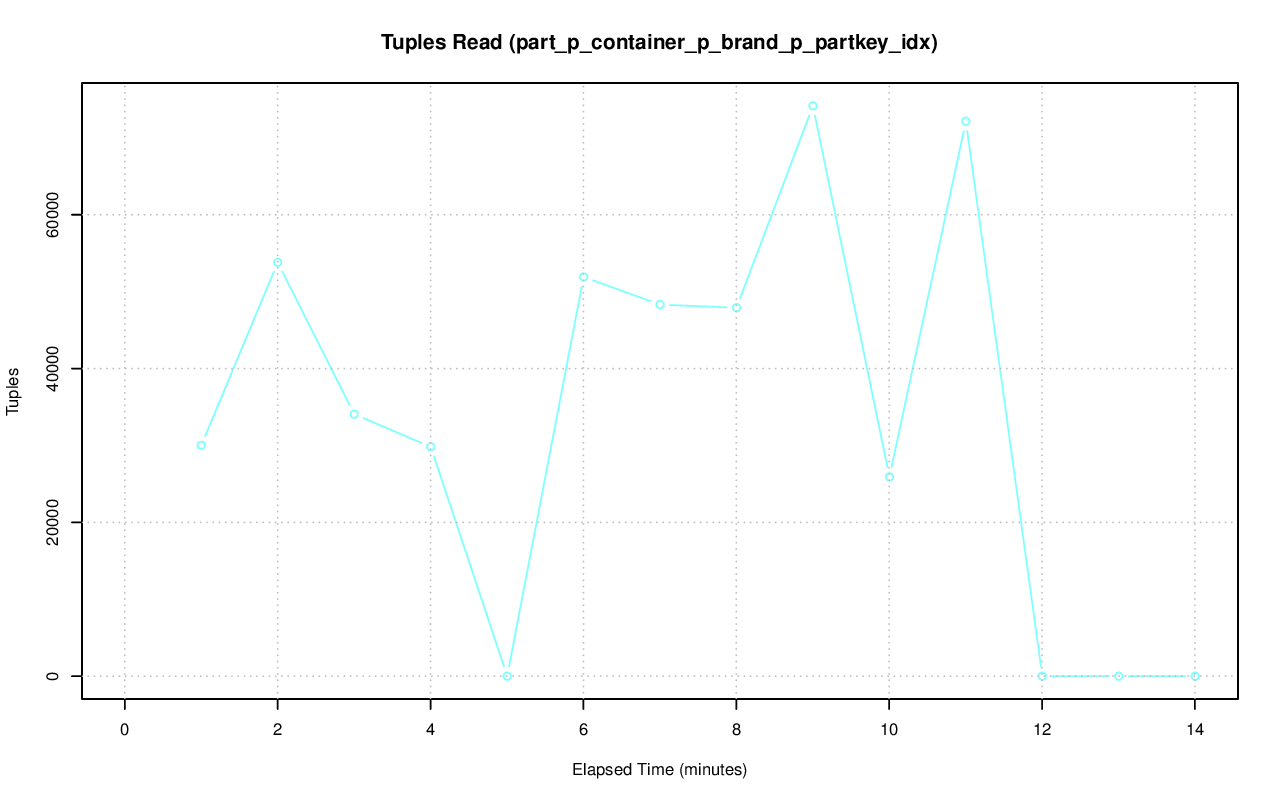 Tuples Read (part_p_container_p_brand_p_partkey_idx)
Tuples
60000
40000
20000
0
0 2 4 6 8 10 12 14
Elapsed Time (minutes)